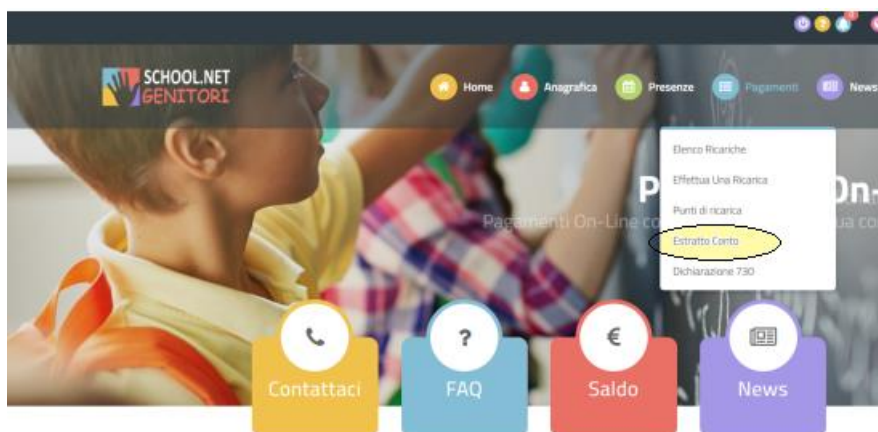 SCHOOL.NET
GENITORI
Home
Anagrafica
Presenze
Pagamenti
News
Elenco Ricariche
Effettua Una Ricarica
Punti di ricarica
Estratto Conto
Dichiarazione 730
Pagamenti On-Line
Contattaci
FAQ
Saldo
News